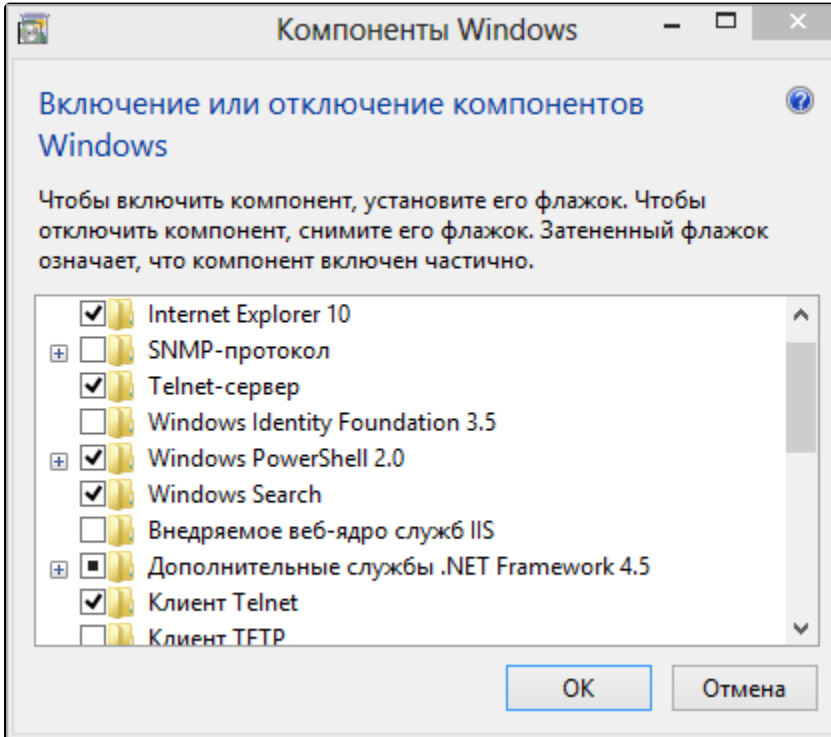 Компоненты Windows
Включение или отключение компонентов
Windows
Чтобы включить компонент, установите его флажок. Чтобы
отключить компонент, снимите его флажок. Затененный флажок
означает, что компонент включен частично.
Internet Explorer 10
SNMP-протокол
Telnet-сервер
Windows Identity Foundation 3.5
Windows PowerShell 2.0
Windows Search
Внедряемое веб-ядро служб IIS
Дополнительные службы .NET Framework 4.5
Клиент Telnet
Клиент TFTP
ОК
Отмена